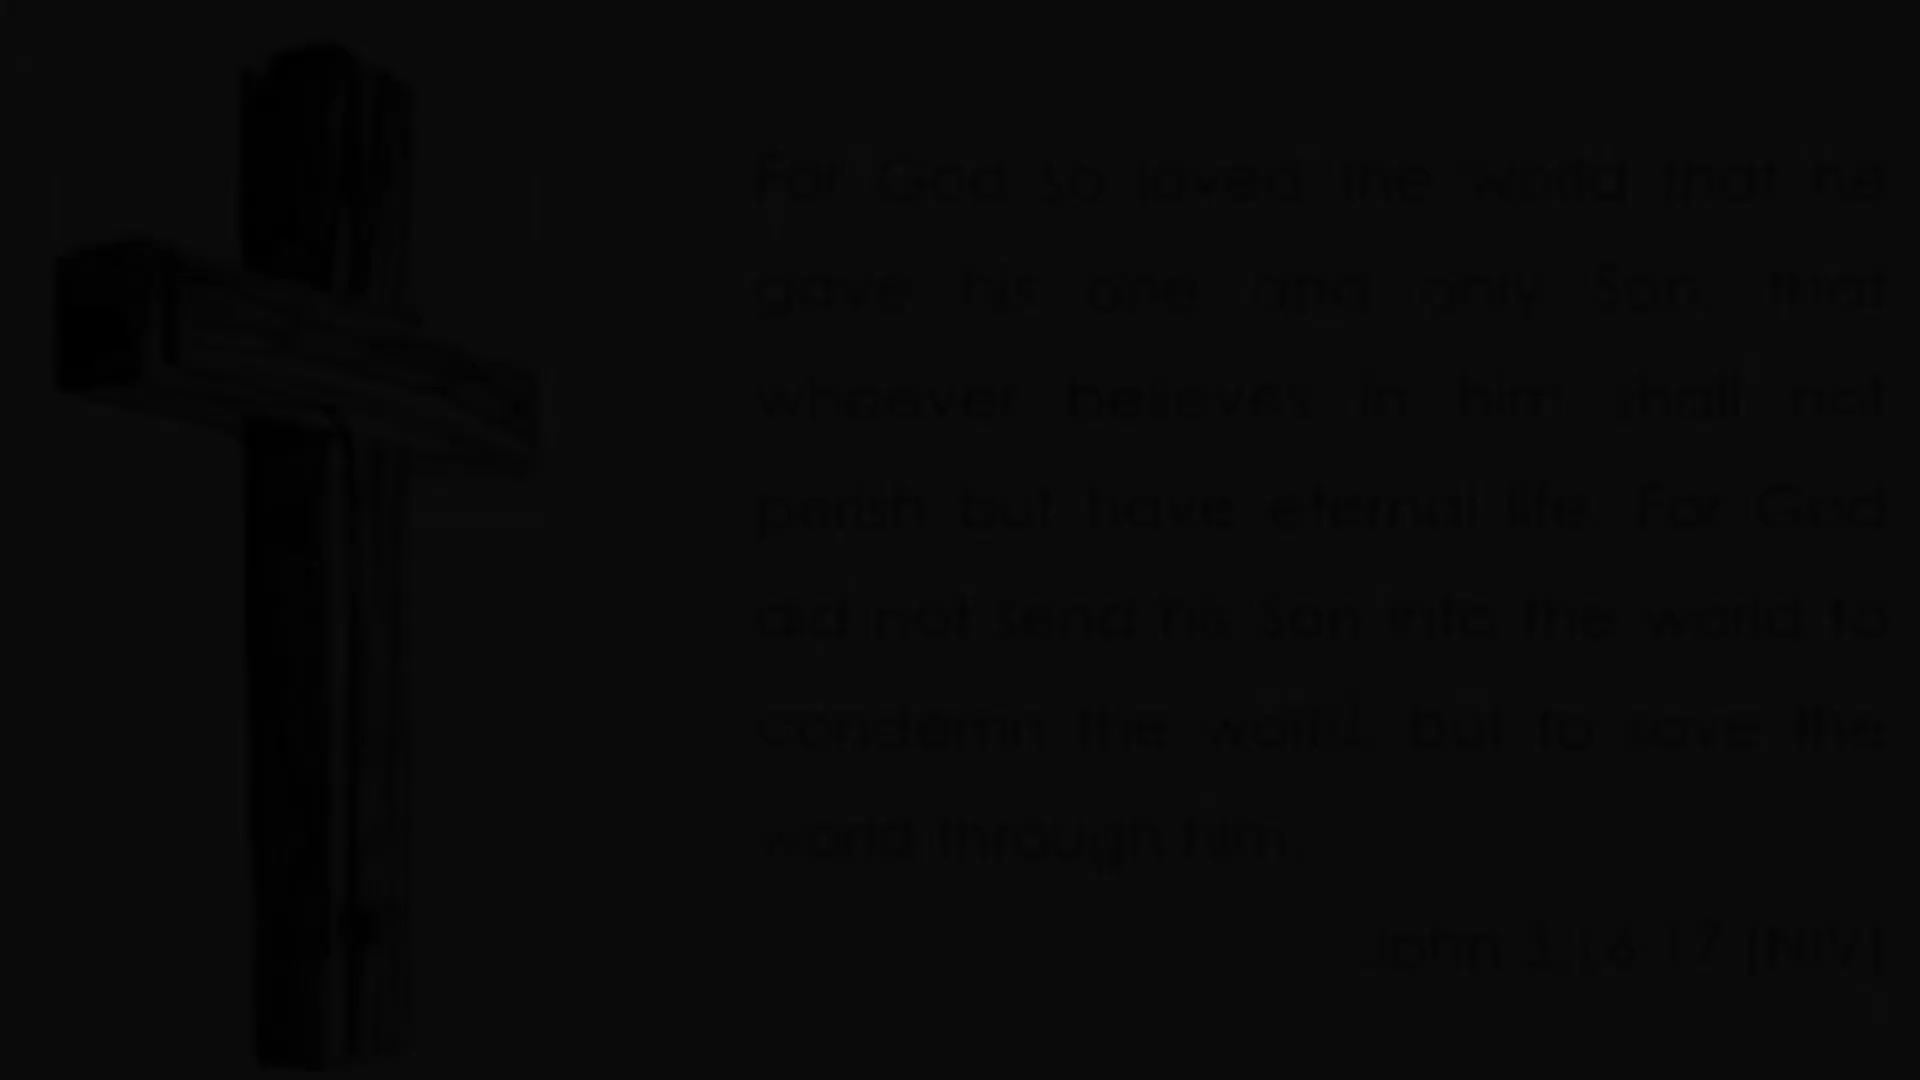 For God so loved the world that he
gave his one and only Son, that
whoever believes in him shall not
perish but have eternal life. For God
did not send his Son into the world to
condemn the world, but to save the
world through him.
John 3:16-17 (NIV)